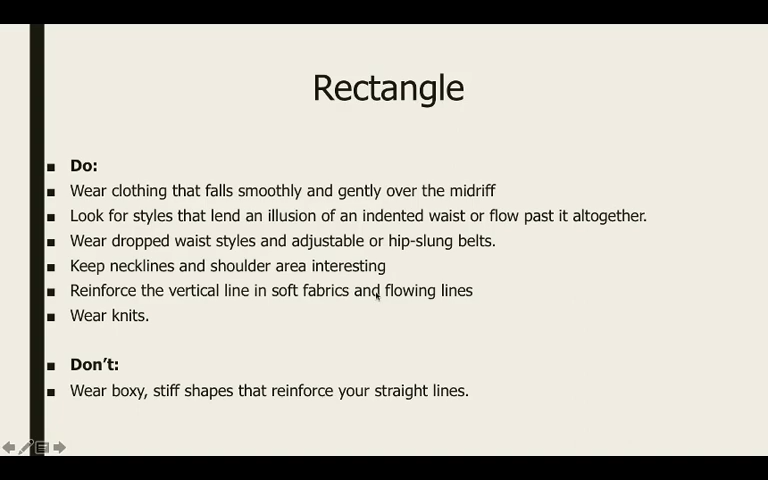 Rectangle
Do:
Wear clothing that falls smoothly and gently over the midriff
Look for styles that lend an illusion of an indented waist or flow past it altogether.
Wear dropped waist styles and adjustable or hip-slung belts.
Keep necklines and shoulder area interesting
Reinforce the vertical line in soft fabrics and flowing lines
Wear knits.
Don't:
Wear boxy, stiff shapes that reinforce your straight lines.